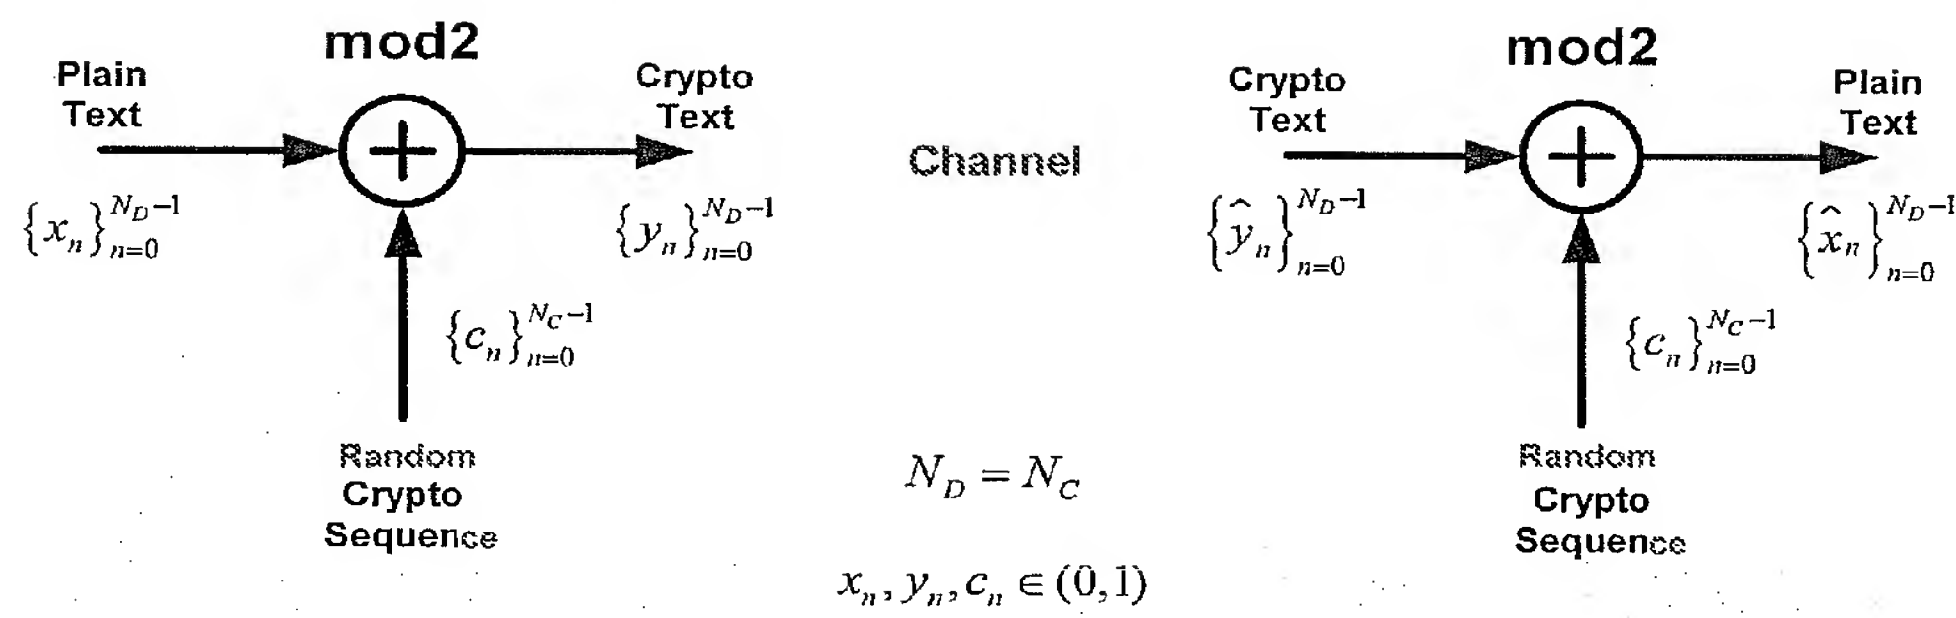 mod2
Plain
Text
Crypto
Text
{x_n}_{n=0}^{N_D-1}
{y_n}_{n=0}^{N_D-1}
{c_n}_{n=0}^{N_C-1}
Random
Crypto
Sequence
Channel
N_D = N_C
x_n, y_n, c_n ∈ (0,1)
mod2
Crypto
Text
Plain
Text
{ŷ_n}_{n=0}^{N_D-1}
{x̂_n}_{n=0}^{N_D-1}
{c_n}_{n=0}^{N_C-1}
Random
Crypto
Sequence